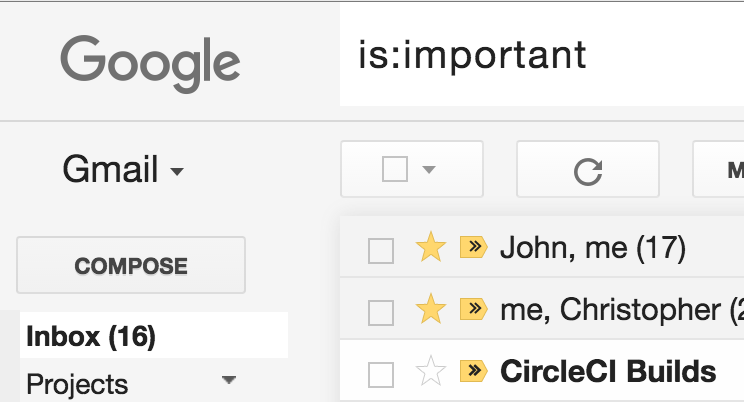 Google
is:important
Gmail
COMPOSE
Inbox (16)
Projects
John, me (17)
me, Christopher (2
CircleCI Builds